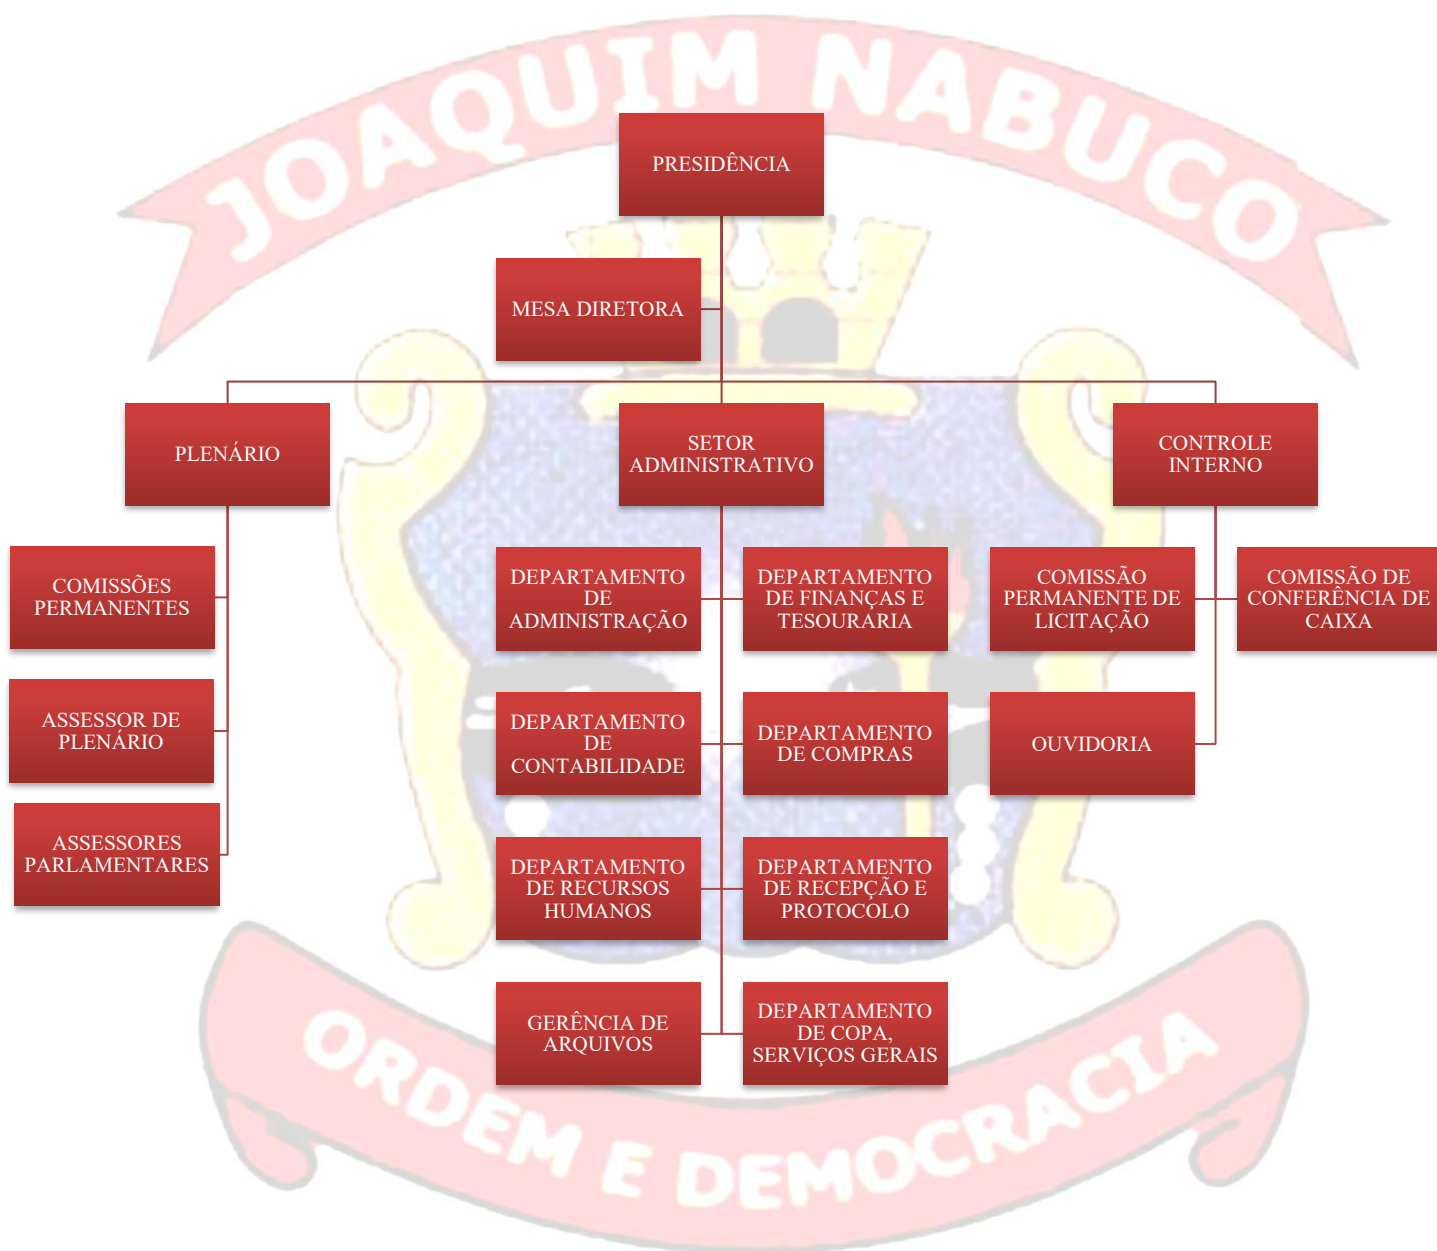 JOAQUIM NABUCO
PRESIDÊNCIA
MESA DIRETORA
PLENÁRIO
SETOR
ADMINISTRATIVO
CONTROLE
INTERNO
COMISSÕES
PERMANENTES
ASSESSOR DE
PLENÁRIO
ASSESSORES
PARLAMENTARES
DEPARTAMENTO
DE
ADMINISTRAÇÃO
DEPARTAMENTO
DE FINANÇAS E
TESOURARIA
DEPARTAMENTO
DE
CONTABILIDADE
DEPARTAMENTO
DE COMPRAS
DEPARTAMENTO
DE RECURSOS
HUMANOS
DEPARTAMENTO
DE RECEPÇÃO E
PROTOCOLO
GERÊNCIA DE
ARQUIVOS
DEPARTAMENTO
DE COPA,
SERVIÇOS GERAIS
COMISSÃO
PERMANENTE DE
LICITAÇÃO
COMISSÃO DE
CONFERÊNCIA DE
CAIXA
OUVIDORIA
ORDEM E DEMOCRACIA